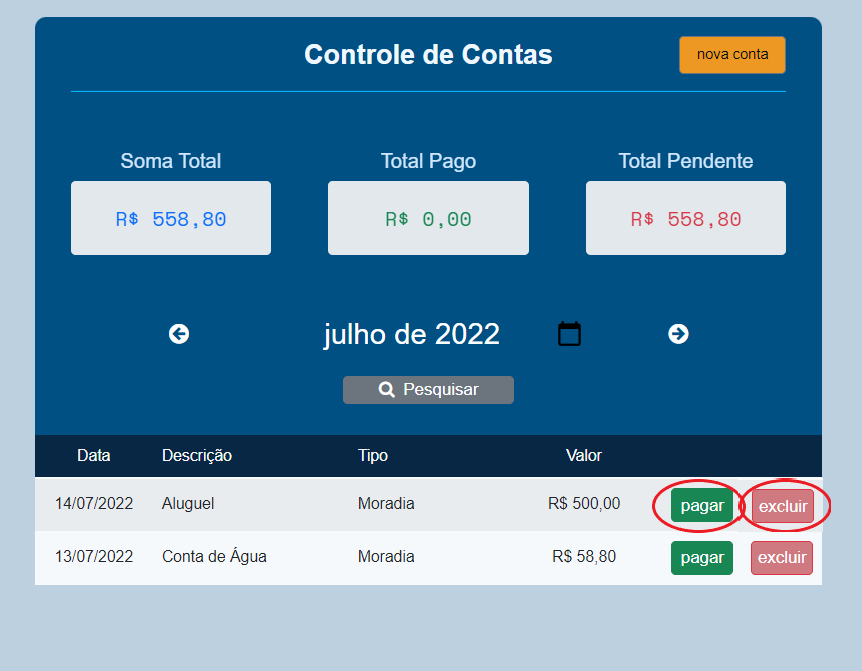 Controle de Contas
nova conta
Soma Total Total Pago Total Pendente
R$ 558,80 R$ 0,00 R$ 558,80
julho de 2022
Pesquisar
Data Descrição Tipo Valor
14/07/2022 Aluguel Moradia R$ 500,00 pagar excluir
13/07/2022 Conta de Água Moradia R$ 58,80 pagar excluir